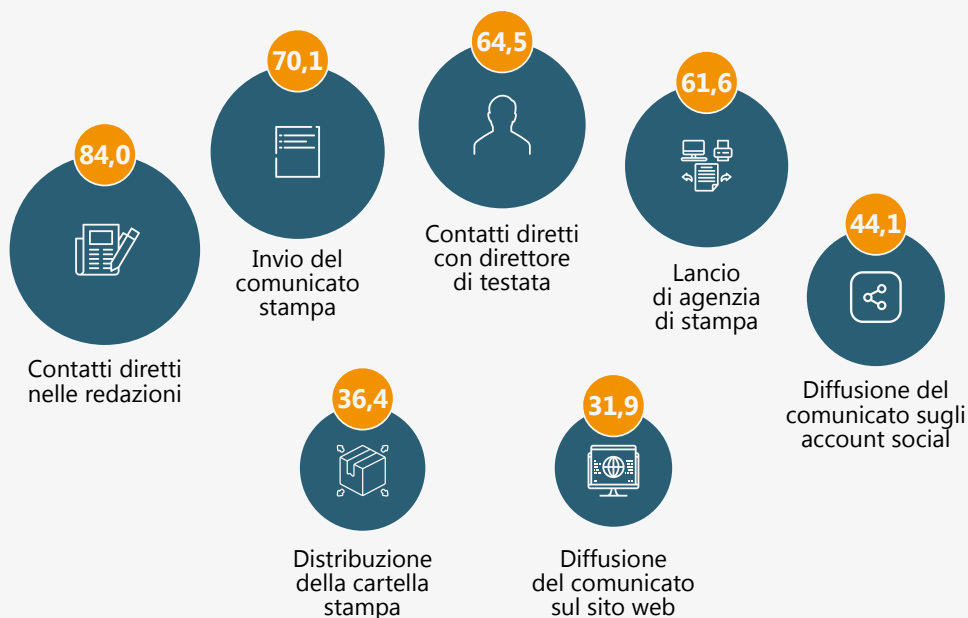 84,0
Contatti diretti
nelle redazioni
70,1
Invio del
comunicato
stampa
64,5
Contatti diretti
con direttore
di testata
61,6
Lancio
di agenzia
di stampa
44,1
Diffusione del
comunicato sugli
account social
36,4
Distribuzione
della cartella
stampa
31,9
Diffusione
del comunicato
sul sito web